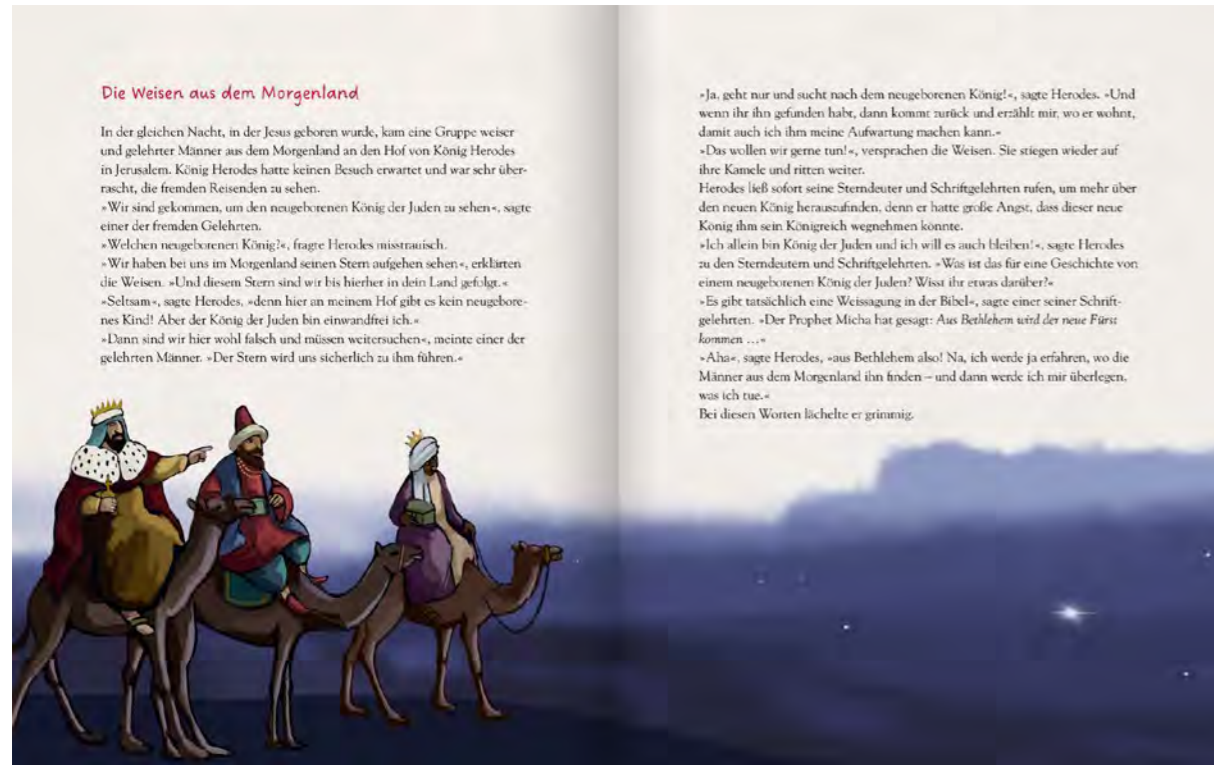 Die Weisen aus dem Morgenland
In der gleichen Nacht, in der Jesus geboren wurde, kam eine Gruppe weiser
und gelehrter Männer aus dem Morgenland an den Hof von König Herodes
in Jerusalem. König Herodes hatte keinen Besuch erwartet und war sehr über-
rascht, die fremden Reisenden zu sehen.
»Wir sind gekommen, um den neugeborenen König der Juden zu sehen«, sagte
einer der fremden Gelehrten.
»Welchen neugeborenen König?«, fragte Herodes misstrauisch.
»Wir haben bei uns im Morgenland seinen Stern aufgehen sehen«, erklärten
die Weisen. »Und diesem Stern sind wir bis hierher in dein Land gefolgt.«
»Seltsam«, sagte Herodes, »denn hier an meinem Hof gibt es kein neugebore-
nes Kind! Aber der König der Juden bin einwandfrei ich.«
»Dann sind wir hier wohl falsch und müssen weitersuchen«, meinte einer der
gelehrten Männer. »Der Stern wird uns sicherlich zu ihm führen.«
»Ja, geht nur und sucht nach dem neugeborenen König!«, sagte Herodes. »Und
wenn ihr ihn gefunden habt, dann kommt zurück und erzählt mir, wo er wohnt,
damit auch ich ihm meine Aufwartung machen kann.«
»Das wollen wir gerne tun!«, versprachen die Weisen. Sie stiegen wieder auf
ihre Kamele und ritten weiter.
Herodes ließ sofort seine Sterndeuter und Schriftgelehrten rufen, um mehr über
den neuen König herauszufinden, denn er hatte große Angst, dass dieser neue
König ihm sein Königreich wegnehmen könnte.
»Ich allein bin König der Juden und ich will es auch bleiben!«, sagte Herodes
zu den Sterndeutern und Schriftgelehrten. »Was ist das für eine Geschichte von
einem neugeborenen König der Juden? Wisst ihr etwas darüber?«
»Es gibt tatsächlich eine Weissagung in der Bibel«, sagte einer seiner Schrift-
gelehrten. »Der Prophet Micha hat gesagt: Aus Bethlehem wird der neue Fürst
kommen …«
»Aha«, sagte Herodes, »aus Bethlehem also! Na, ich werde ja erfahren, wo die
Männer aus dem Morgenland ihn finden – und dann werde ich mir überlegen,
was ich tue.«
Bei diesen Worten lächelte er grimmig.